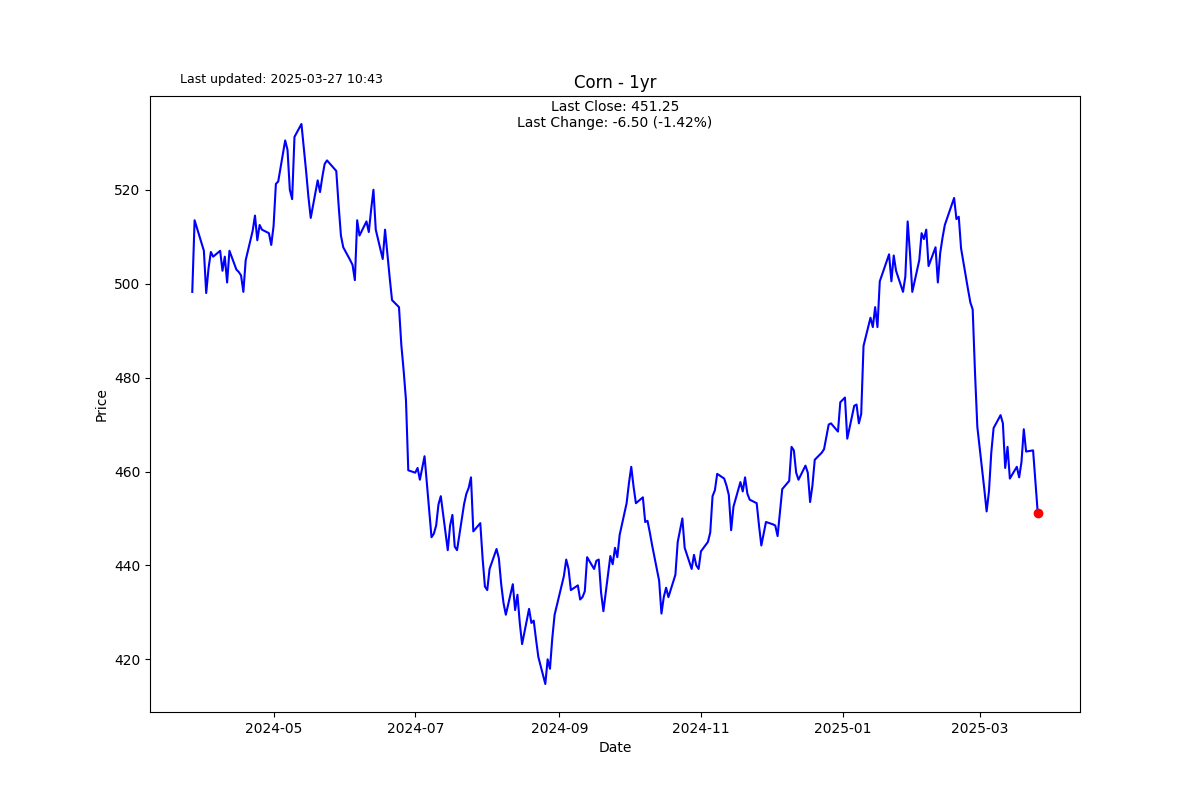 Last updated: 2025-03-27 10:43
Corn - 1yr
Last Close: 451.25
Last Change: -6.50 (-1.42%)
520
500
480
460
440
420
Price
2024-05 2024-07 2024-09 2024-11 2025-01 2025-03
Date